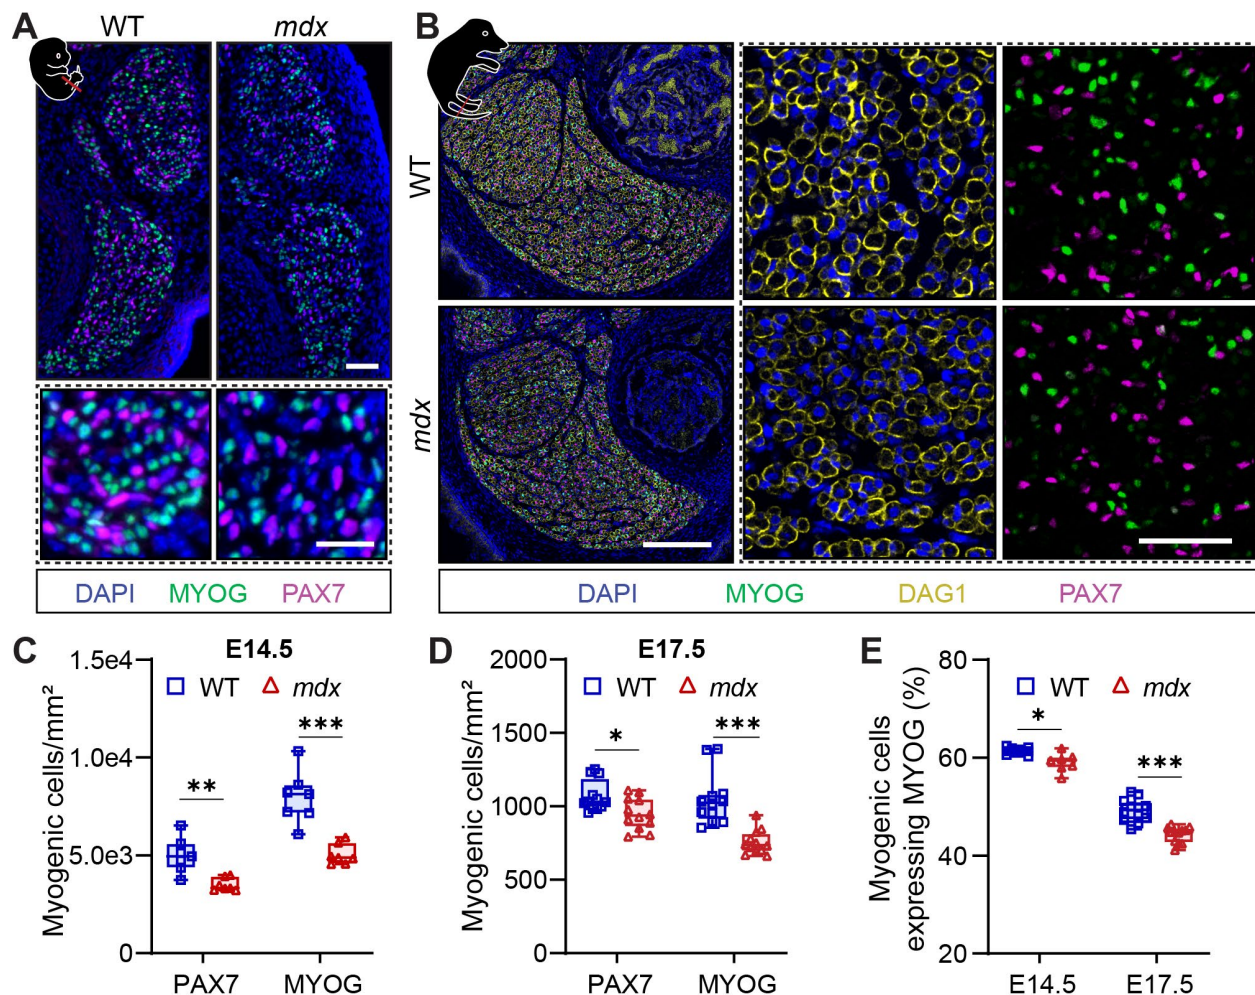 A
WT
mdx
DAPI MYOG PAX7
B
WT
mdx
DAPI MYOG DAG1 PAX7
C
E14.5
WT mdx
Myogenic cells/mm²
1.5e4
1.0e4
5.0e3
0
**
***
PAX7 MYOG
D
E17.5
WT mdx
Myogenic cells/mm²
2000
1500
1000
500
0
*
***
PAX7 MYOG
E
WT mdx
Myogenic cells
expressing MYOG (%)
80
60
40
20
*
***
E14.5 E17.5